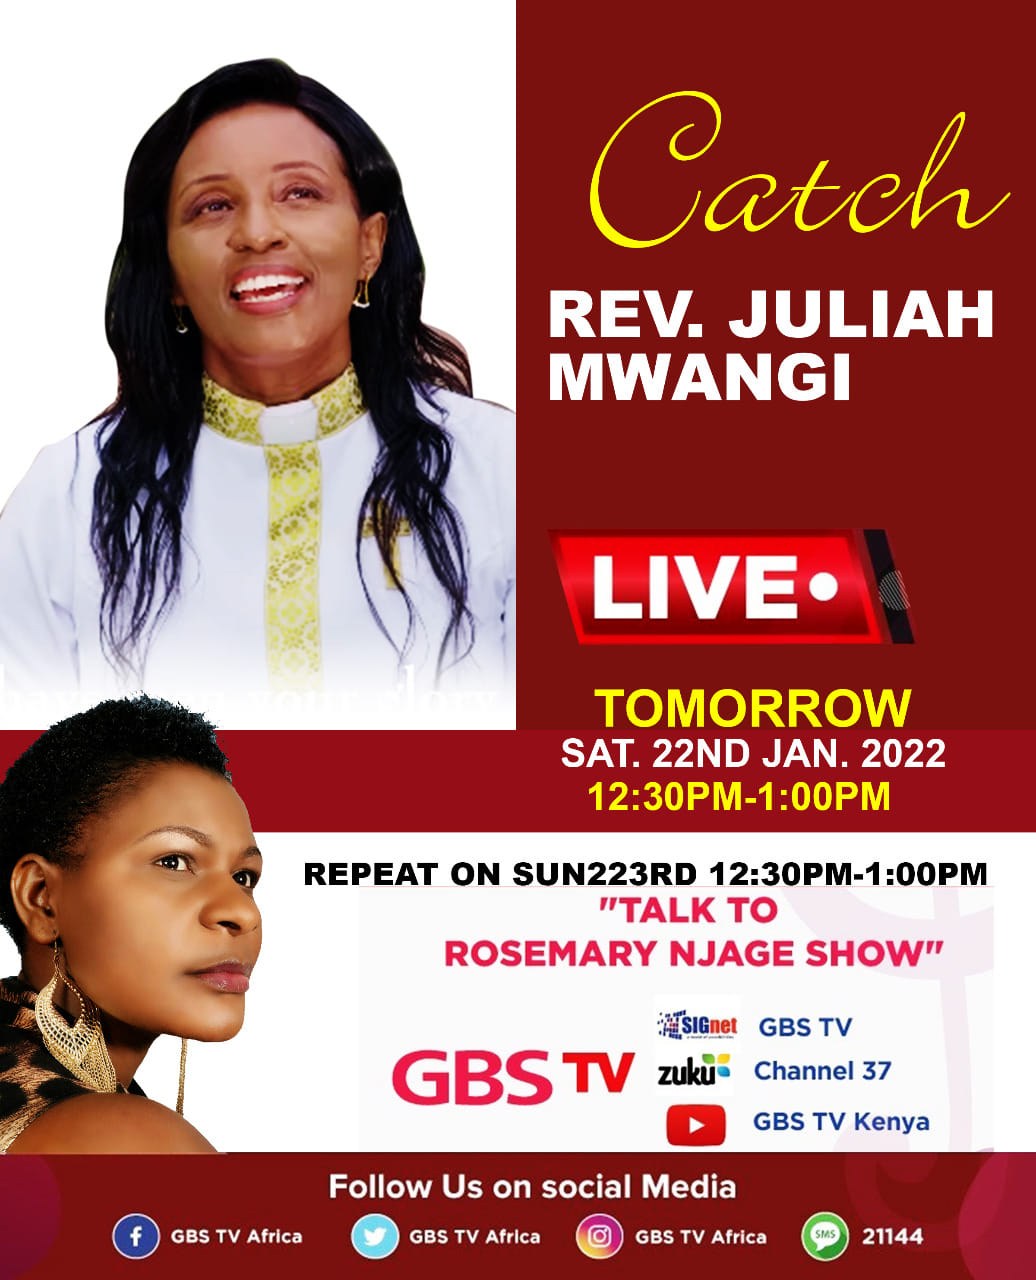 Catch
REV. JULIAH
MWANGI
LIVE
TOMORROW
SAT. 22ND JAN. 2022
12:30PM-1:00PM
REPEAT ON SUN223RD 12:30PM-1:00PM
"TALK TO
ROSEMARY NJAGE SHOW"
GBS TV
SIGnet
GBS TV
zuku
Channel 37
GBS TV Kenya
Follow Us on social Media
GBS TV Africa
GBS TV Africa
GBS TV Africa
SMS
21144